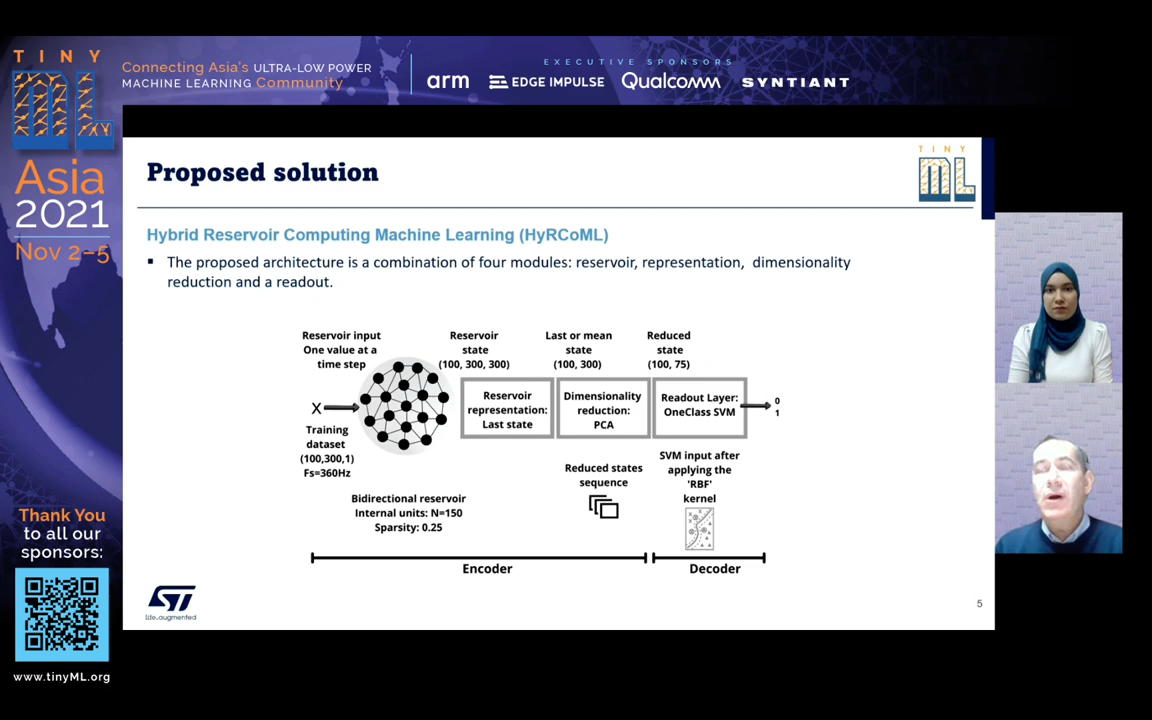 TINY
ML
Asia
2021
Nov 2–5
Connecting Asia's ULTRA-LOW POWER
MACHINE LEARNING Community
EXECUTIVE SPONSORS
arm
EDGE IMPULSE
Qualcomm
SYNTIANT
Proposed solution
TINY
ML
Hybrid Reservoir Computing Machine Learning (HyRCoML)
▪ The proposed architecture is a combination of four modules: reservoir, representation, dimensionality
reduction and a readout.
Reservoir input
One value at a
time step
Reservoir
state
(100, 300, 300)
Last or mean
state
(100, 300)
Reduced
state
(100, 75)
X
Training
dataset
(100,300,1)
Fs=360Hz
Reservoir
representation:
Last state
Dimensionality
reduction:
PCA
Readout Layer:
OneClass SVM
0
1
Bidirectional reservoir
Internal units: N=150
Sparsity: 0.25
Reduced states
sequence
SVM input after
applying the
'RBF'
kernel
Encoder
Decoder
ST
life.augmented
5
Thank You
to all our
sponsors:
www.tinyML.org